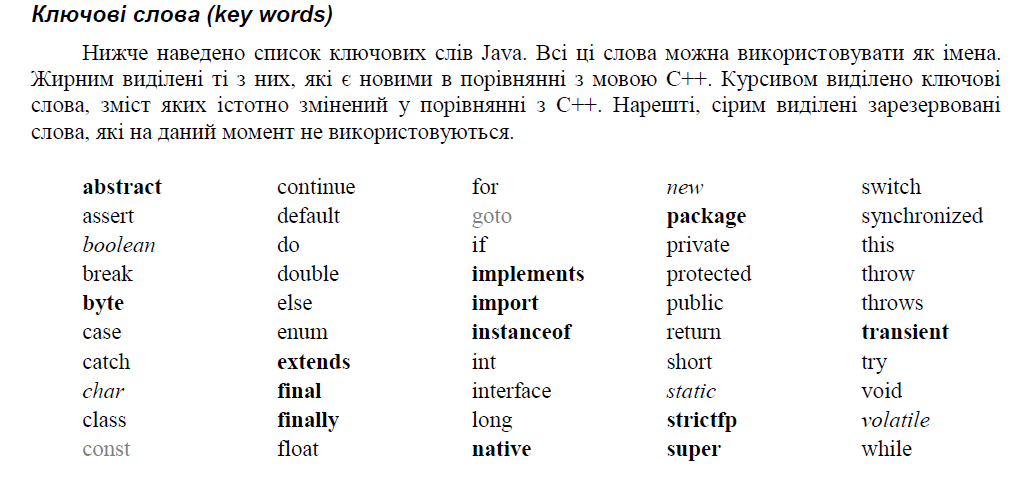 Ключові слова (key words)
Нижче наведено список ключових слів Java. Всі ці слова можна використовувати як імена.
Жирним виділені ті з них, які є новими в порівнянні з мовою C++. Курсивом виділено ключові
слова, зміст яких істотно змінений у порівнянні з C++. Нарешті, сірим виділені зарезервовані
слова, які на даний момент не використовуються.
abstract continue for new switch
assert default goto package synchronized
boolean do if private this
break double implements protected throw
byte else import public throws
case enum instanceof return transient
catch extends int short try
char final interface static void
class finally long strictfp volatile
const float native super while